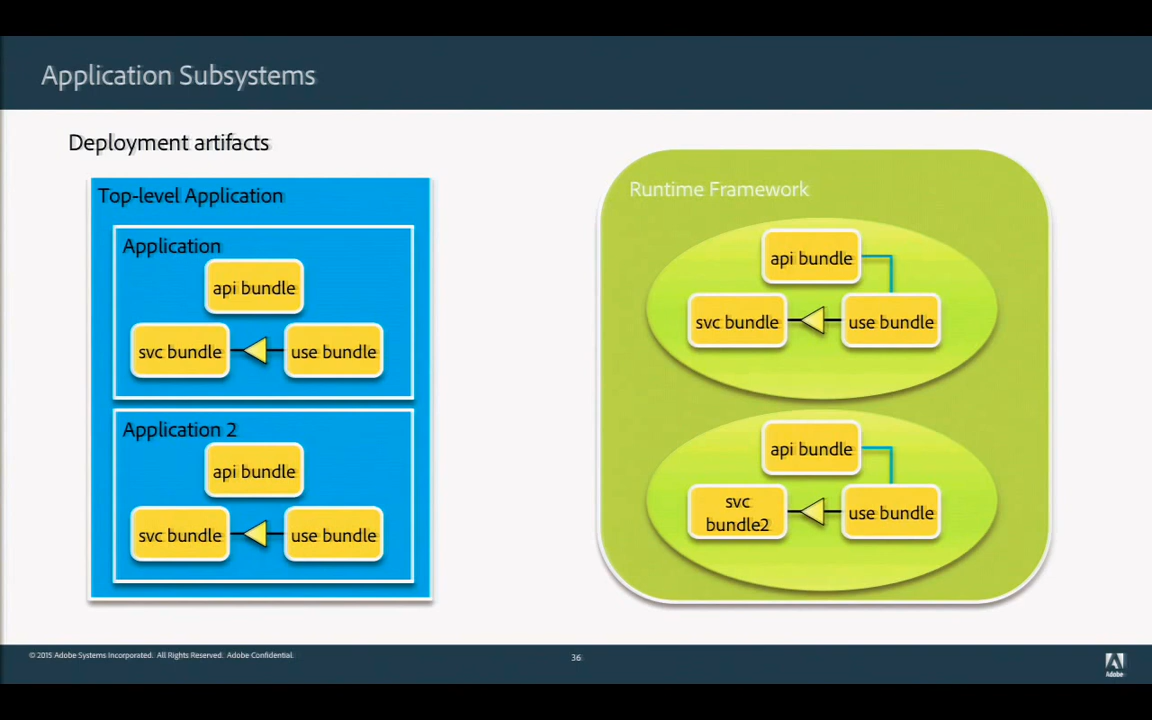 Application Subsystems
Deployment artifacts
Top-level Application
Application
api bundle
svc bundle
use bundle
Application 2
api bundle
svc bundle
use bundle
Runtime Framework
api bundle
svc bundle
use bundle
api bundle
svc
bundle2
use bundle
© 2015 Adobe Systems Incorporated. All Rights Reserved. Adobe Confidential.
36
Adobe